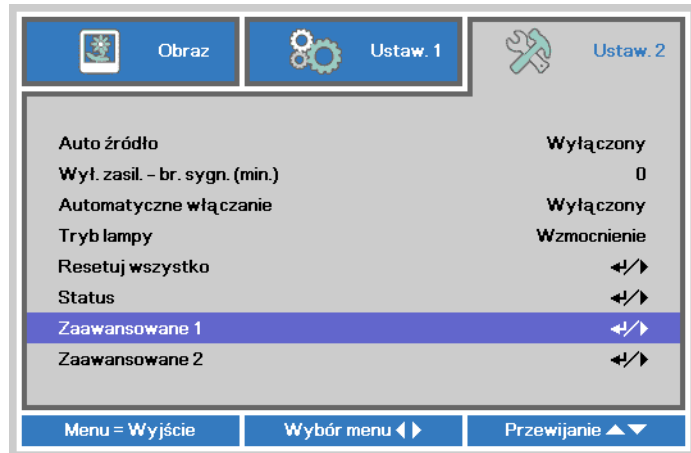 Obraz Ustaw. 1 Ustaw. 2
Auto źródło Wyłączony
Wył. zasil. – br. sygn. (min.) 0
Automatyczne włączanie Wyłączony
Tryb lampy Wzmocnienie
Resetuj wszystko ↵/▶
Status ↵/▶
Zaawansowane 1 ↵/▶
Zaawansowane 2 ↵/▶
Menu = Wyjście Wybór menu ◀▶ Przewijanie ▲▼